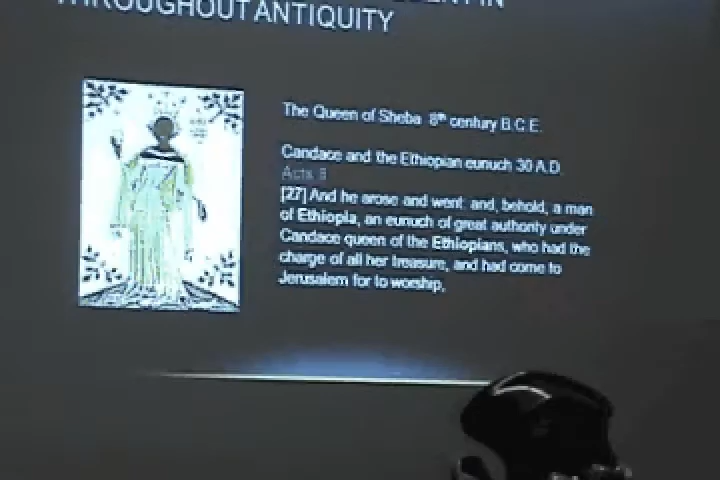 THROUGHOUT ANTIQUITY
The Queen of Sheba 8th century B.C.E.
Candace and the Ethiopian eunuch 30 A.D.
Acts 8
[27] And he arose and went: and, behold, a man
of Ethiopia, an eunuch of great authority under
Candace queen of the Ethiopians, who had the
charge of all her treasure, and had come to
Jerusalem for to worship,